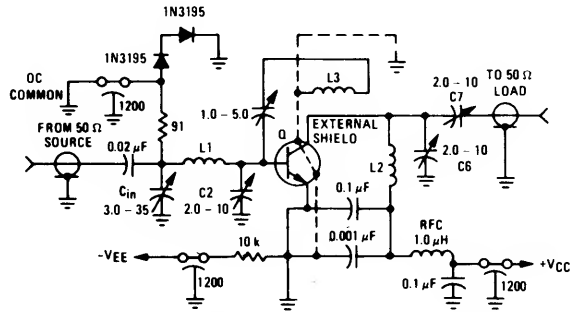 1N3195
1N3195
OC
COMMON
1200
FROM 50 Ω
SOURCE
0.02 µF
91
L1
Cin
3.0 – 35
C2
2.0 – 10
1.0 – 5.0
L3
Q
EXTERNAL
SHIELD
L2
2.0 – 10
C7
TO 50 Ω
LOAD
2.0 – 10
C6
0.1 µF
0.001 µF
RFC
1.0 µH
–VEE
1200
10 k
0.1 µF
1200
+VCC